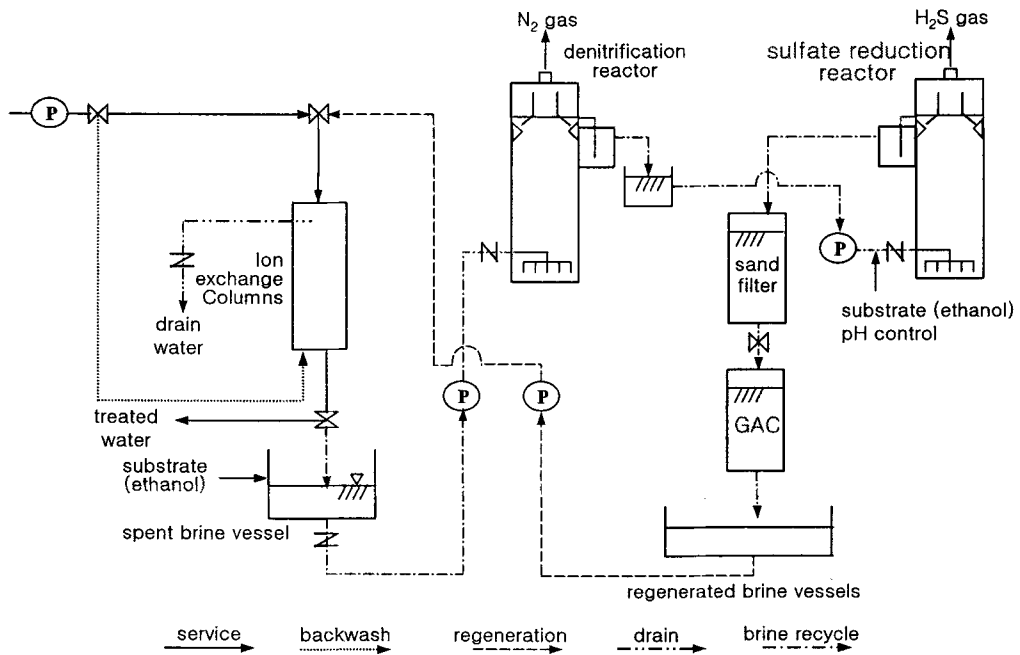 N₂ gas
denitrification
reactor
H₂S gas
sulfate reduction
reactor
P
Ion
exchange
Columns
drain
water
sand
filter
P
substrate (ethanol)
pH control
P
P
GAC
treated
water
substrate
(ethanol)
spent brine vessel
regenerated brine vessels
service
backwash
regeneration
drain
brine recycle